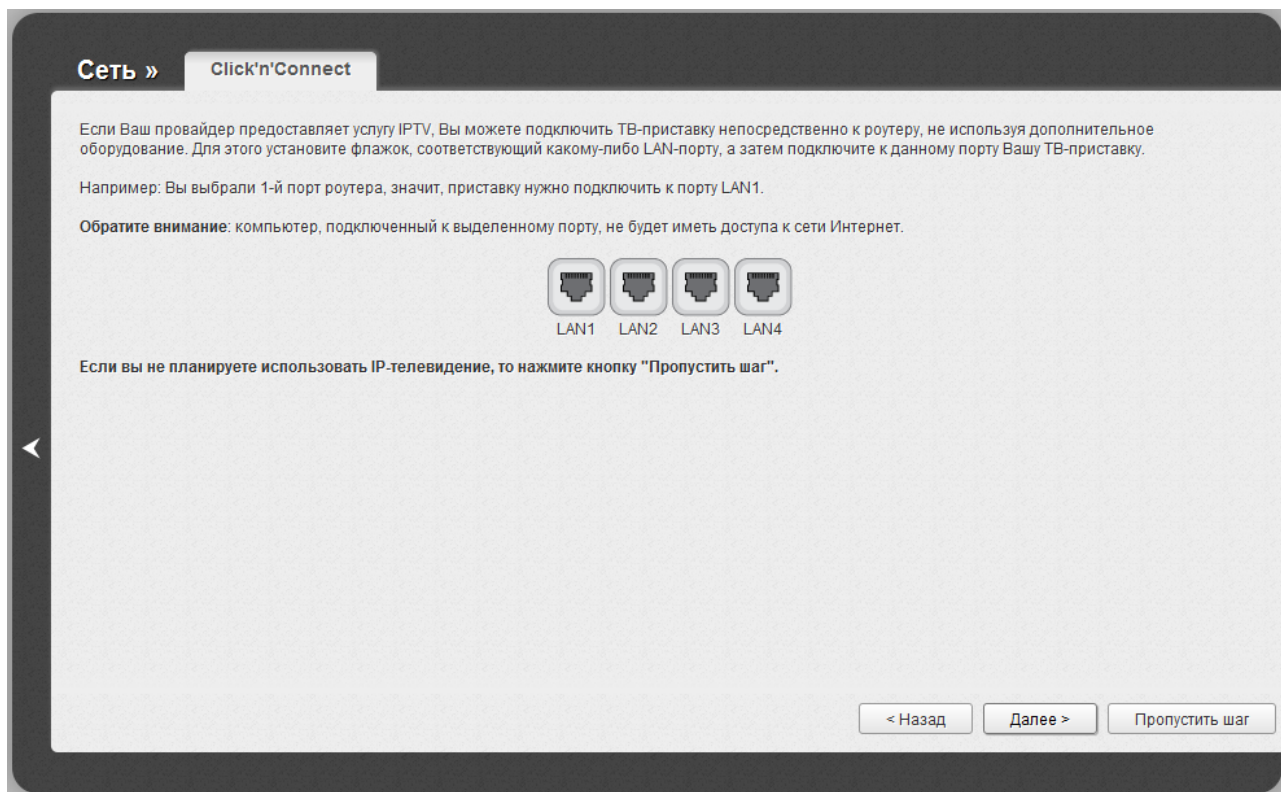 Сеть »
Click'n'Connect
Если Ваш провайдер предоставляет услугу IPTV, Вы можете подключить ТВ-приставку непосредственно к роутеру, не используя дополнительное
оборудование. Для этого установите флажок, соответствующий какому-либо LAN-порту, а затем подключите к данному порту Вашу ТВ-приставку.
Например: Вы выбрали 1-й порт роутера, значит, приставку нужно подключить к порту LAN1.
Обратите внимание: компьютер, подключенный к выделенному порту, не будет иметь доступа к сети Интернет.
LAN1 LAN2 LAN3 LAN4
Если вы не планируете использовать IP-телевидение, то нажмите кнопку "Пропустить шаг".
< Назад Далее > Пропустить шаг